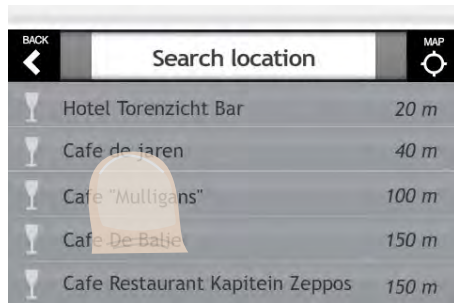 BACK
Search location
MAP
Hotel Torenzicht Bar 20 m
Cafe de jaren 40 m
Cafe "Mulligans" 100 m
Cafe De Balie 150 m
Cafe Restaurant Kapitein Zeppos 150 m